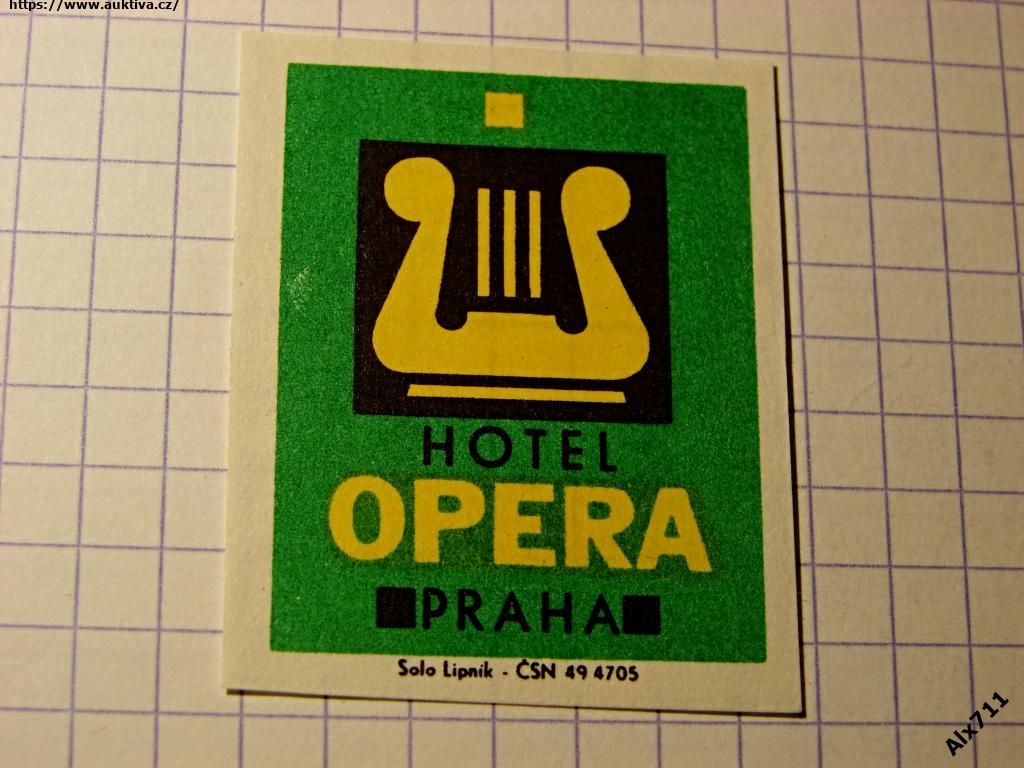 https://www.auktiva.cz/
HOTEL
OPERA
PRAHA
Solo Lipník - ČSN 49 4705
Alx711